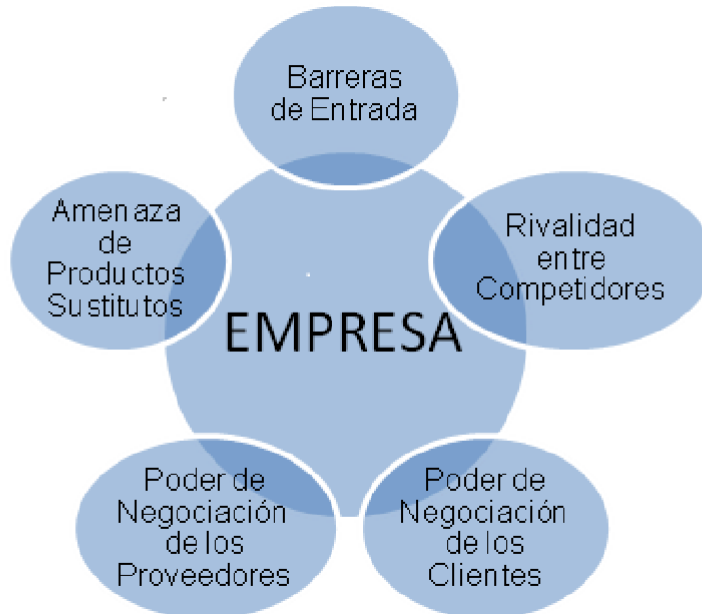 Barreras
de Entrada
Amenaza
de
Productos
Sustitutos
Rivalidad
entre
Competidores
EMPRESA
Poder de
Negociación
de los
Proveedores
Poder de
Negociación
de los
Clientes